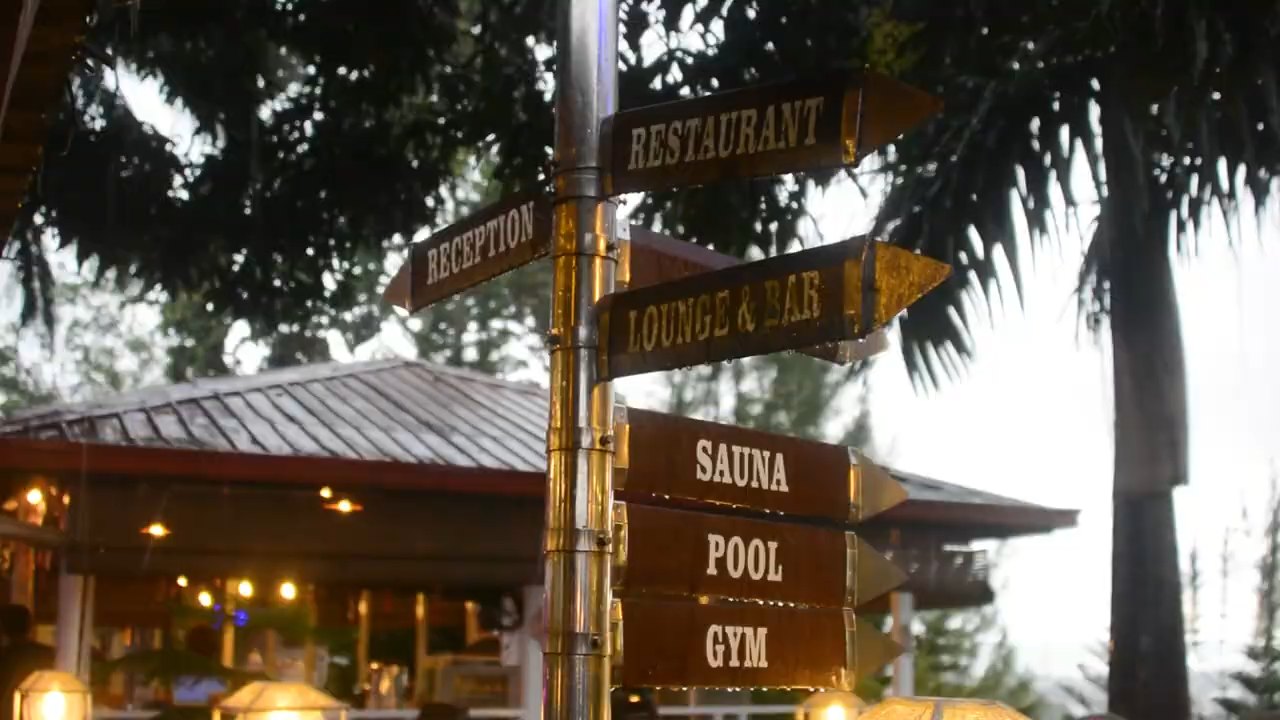 RESTAURANT
RECEPTION
LOUNGE & BAR
SAUNA
POOL
GYM